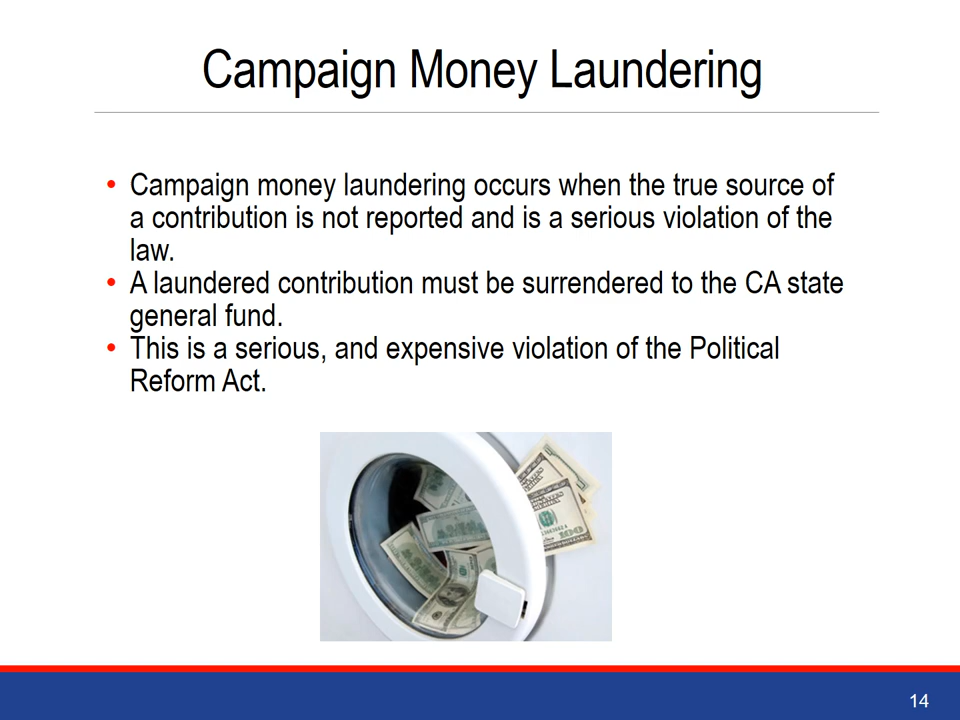 Campaign Money Laundering
• Campaign money laundering occurs when the true source of
a contribution is not reported and is a serious violation of the
law.
• A laundered contribution must be surrendered to the CA state
general fund.
• This is a serious, and expensive violation of the Political
Reform Act.
14